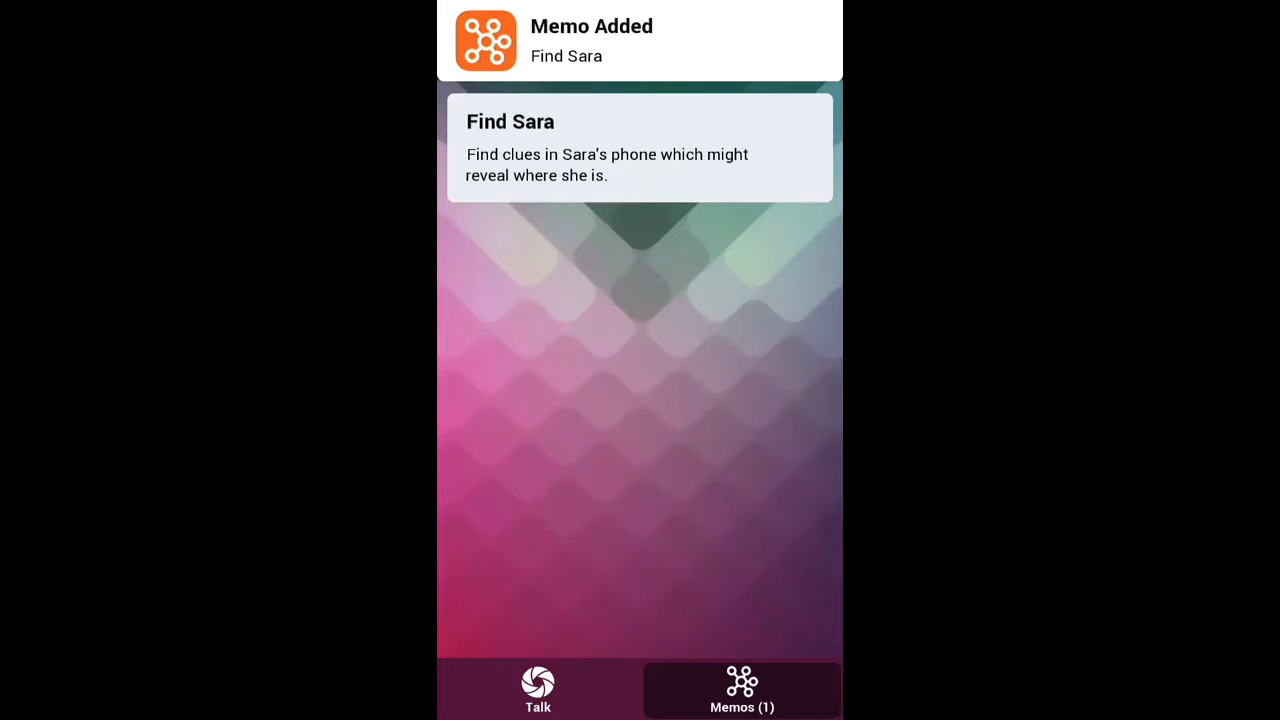 Memo Added
Find Sara
Find Sara
Find clues in Sara's phone which might
reveal where she is.
Talk
Memos (1)